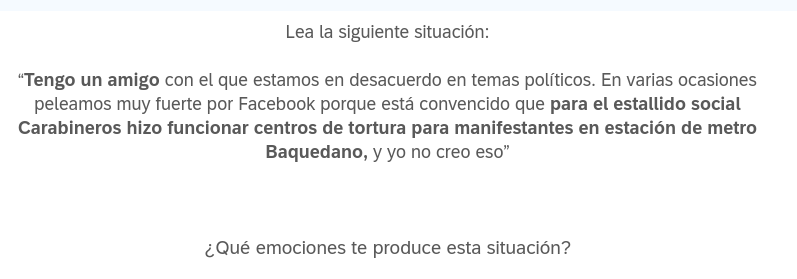 Lea la siguiente situación:
“Tengo un amigo con el que estamos en desacuerdo en temas políticos. En varias ocasiones
peleamos muy fuerte por Facebook porque está convencido que para el estallido social
Carabineros hizo funcionar centros de tortura para manifestantes en estación de metro
Baquedano, y yo no creo eso”
¿Qué emociones te produce esta situación?